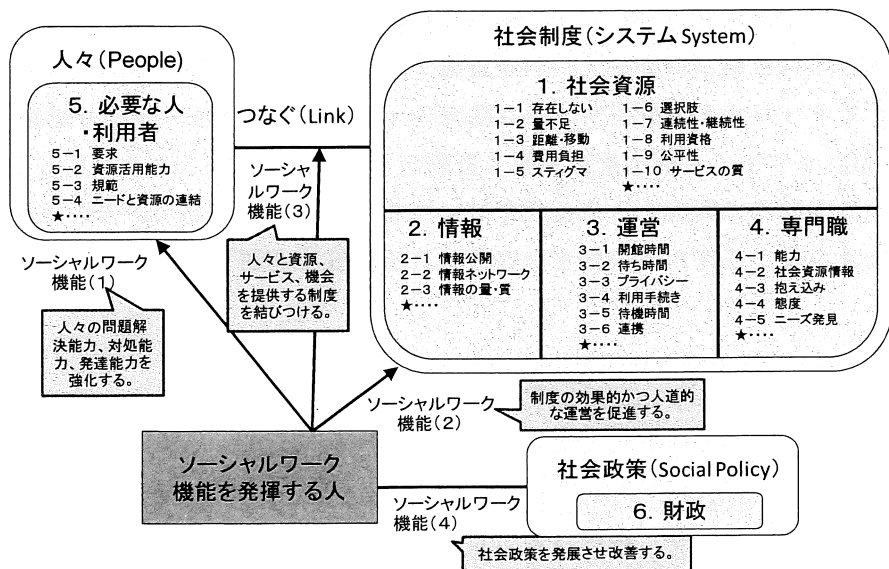 人々(People)
5. 必要な人
・利用者
5－1 要求
5－2 資源活用能力
5－3 規範
5－4 ニードと資源の連結
★・・・・
つなぐ(Link)
ソーシャ
ルワーク
機能(3)
人々と資源、
サービス、機会
を提供する制度
を結びつける。
社会制度(システム System)
1. 社会資源
1－1 存在しない
1－2 量不足
1－3 距離・移動
1－4 費用負担
1－5 スティグマ
1－6 選択肢
1－7 連続性・継続性
1－8 利用資格
1－9 公平性
1－10 サービスの質
★・・・・
2. 情報
2－1 情報公開
2－2 情報ネットワーク
2－3 情報の量・質
★・・・・
3. 運営
3－1 開館時間
3－2 待ち時間
3－3 プライバシー
3－4 利用手続き
3－5 待機時間
3－6 連携
★・・・・
4. 専門職
4－1 能力
4－2 社会資源情報
4－3 抱え込み
4－4 態度
4－5 ニーズ発見
★・・・・
ソーシャルワーク
機能(1)
人々の問題解
決能力、対処能
力、発達能力を
強化する。
ソーシャルワーク
機能(2)
制度の効果的かつ人道的
な運営を促進する。
ソーシャルワーク
機能を発揮する人
ソーシャルワーク
機能(4)
社会政策(Social Policy)
6. 財政
社会政策を発展させ改善する。